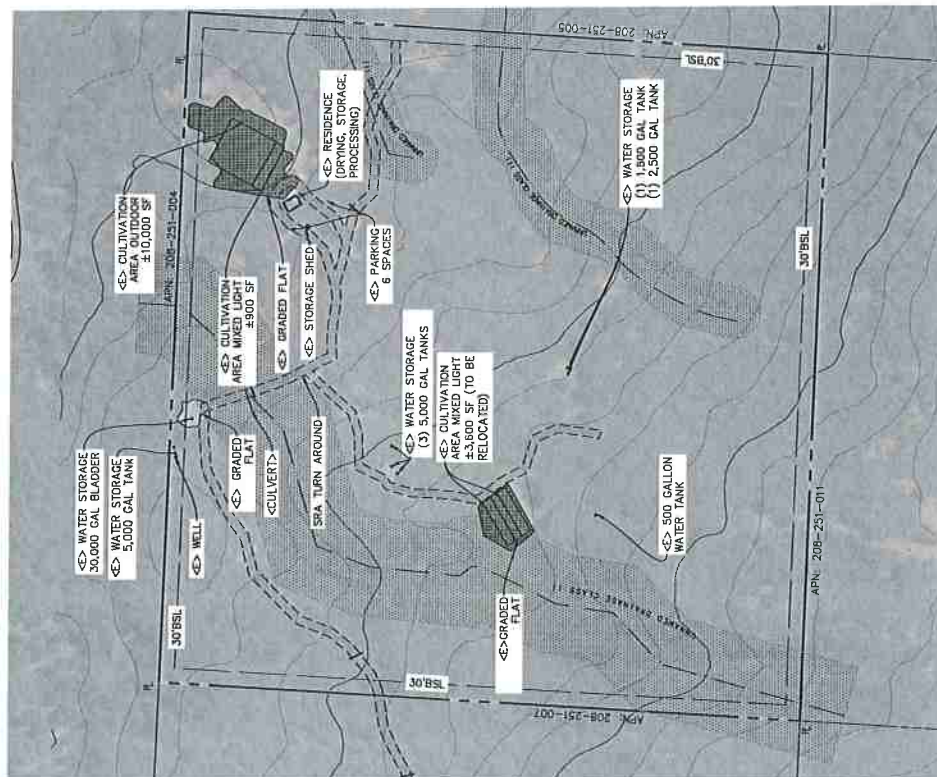 <E> CULTIVATION
AREA OUTDOOR
±10,000 SF
APN: 208-251-004
<E> RESIDENCE
(DRYING, STORAGE,
PROCESSING)
30'BSL
APN: 208-251-005
<E> CULTIVATION
AREA MIXED LIGHT
±900 SF
<E> GRADED FLAT
<E> STORAGE SHED
<E> PARKING
6 SPACES
<E> WATER STORAGE
30,000 GAL BLADDER
<E> WATER STORAGE
5,000 GAL TANK
<E> WELL
<E> GRADED
FLAT
<CULVERT>
SRA TURN AROUND
<E> WATER STORAGE
(3) 5,000 GAL TANKS
<E> CULTIVATION
AREA MIXED LIGHT
±3,600 SF (TO BE
RELOCATED)
<E> WATER STORAGE
(1) 1,500 GAL TANK
(1) 2,500 GAL TANK
30'BSL
30'BSL
<E>GRADED
FLAT
<E> 500 GALLON
WATER TANK
UNNAMED DRAINAGE CLASS II
30'BSL
APN: 208-251-007
APN: 208-251-011